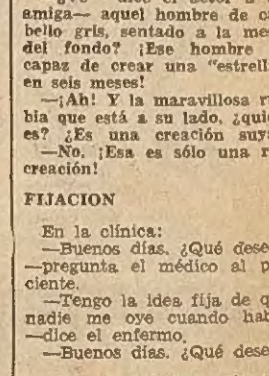 amiga— aquel hombre de c
bello gris, sentado a la me
del fondo? ¡Ese hombre
capaz de crear una "estrell
en seis meses!
—¡Ah! Y la maravillosa r
bia que está a su lado, ¿qui
es? ¿Es una creación suy
—No. ¡Esa es sólo una r
creación!
FIJACION
En la clínica:
—Buenos días. ¿Qué dese
—pregunta el médico al p
ciente.
—Tengo la idea fija de q
nadie me oye cuando hab
—dice el enfermo.
—Buenos días. ¿Qué dese